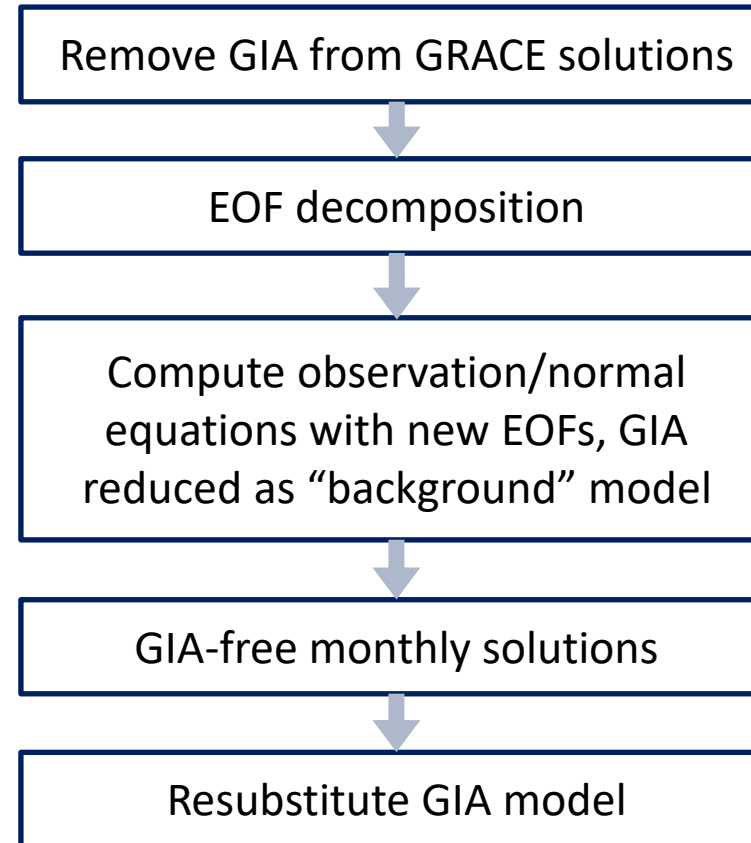 Remove GIA from GRACE solutions
EOF decomposition
Compute observation/normal
equations with new EOFs, GIA
reduced as “background” model
GIA-free monthly solutions
Resubstitute GIA model